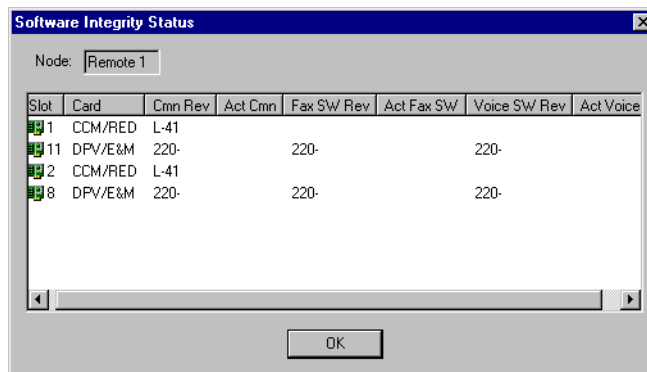 Software Integrity Status
Node: Remote 1
Slot Card Cmn Rev Act Cmn Fax SW Rev Act Fax SW Voice SW Rev Act Voice
1 CCM/RED L-41
11 DPV/E&M 220- 220- 220-
2 CCM/RED L-41
8 DPV/E&M 220- 220- 220-
OK